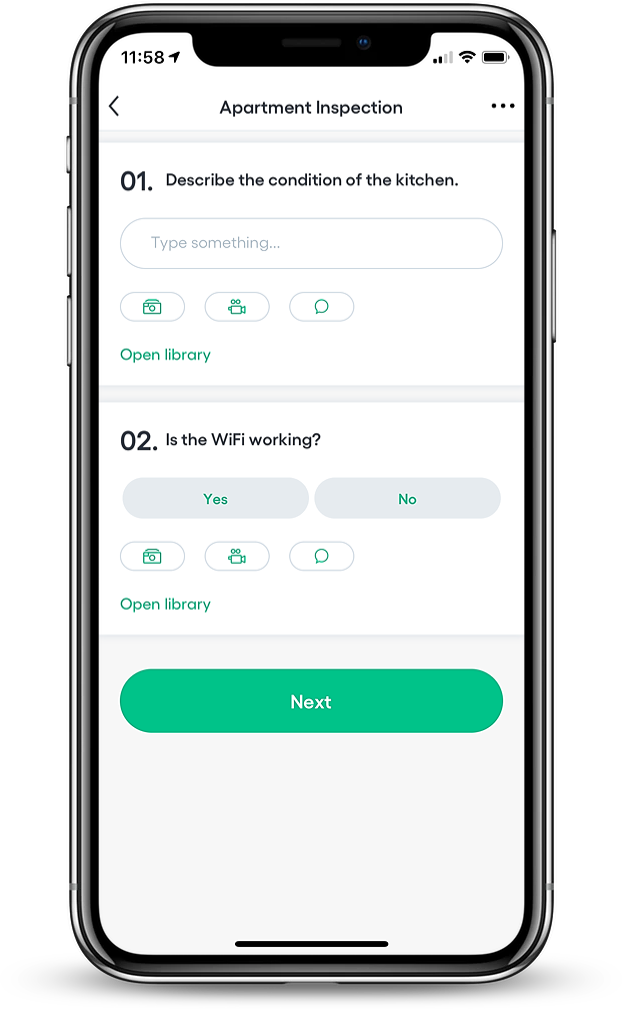 11:58
Apartment Inspection
01. Describe the condition of the kitchen.
Type something...
Open library
02. Is the WiFi working?
Yes No
Open library
Next